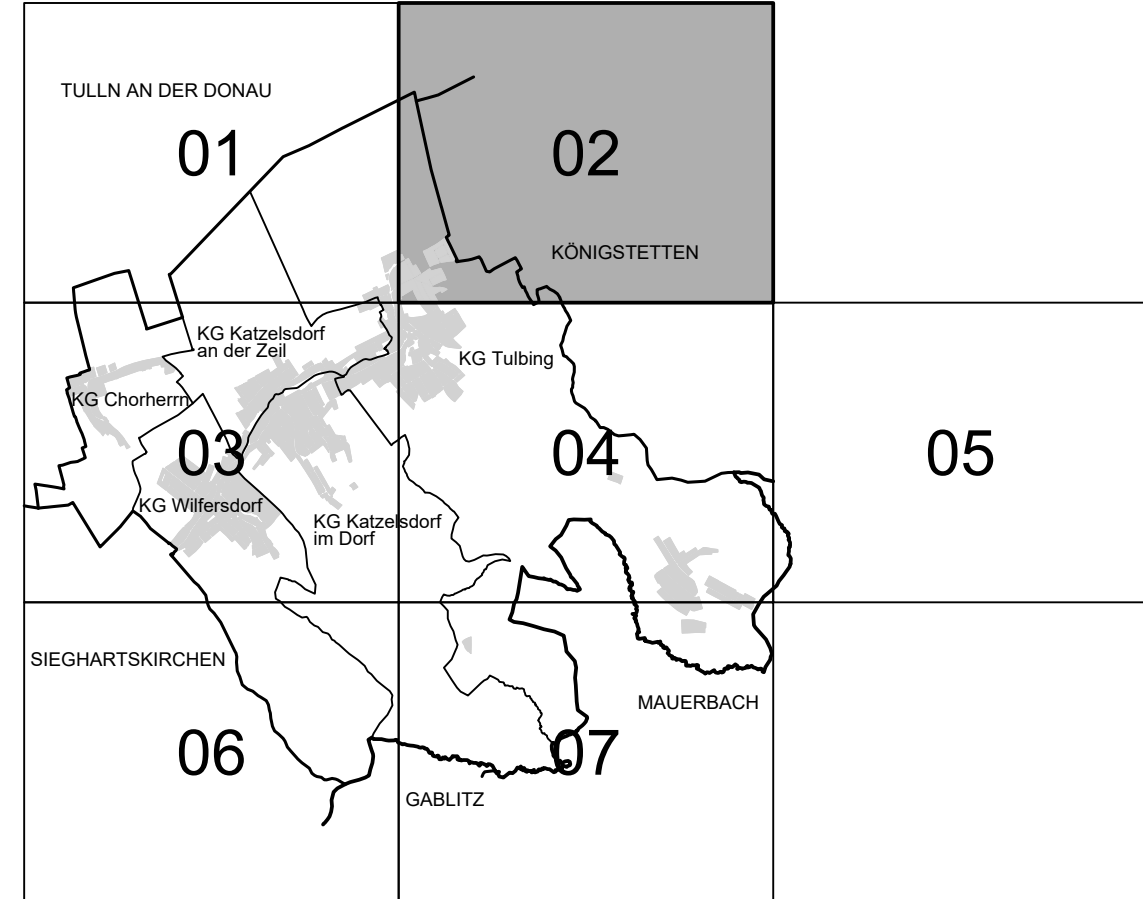 TULLN AN DER DONAU
01
02
KÖNIGSTETTEN
KG Katzelsdorf
an der Zeil
KG Tulbing
KG Chorherrn
03
04
05
KG Wilfersdorf
KG Katzelsdorf
im Dorf
SIEGHARTSKIRCHEN
MAUERBACH
06
07
GABLITZ